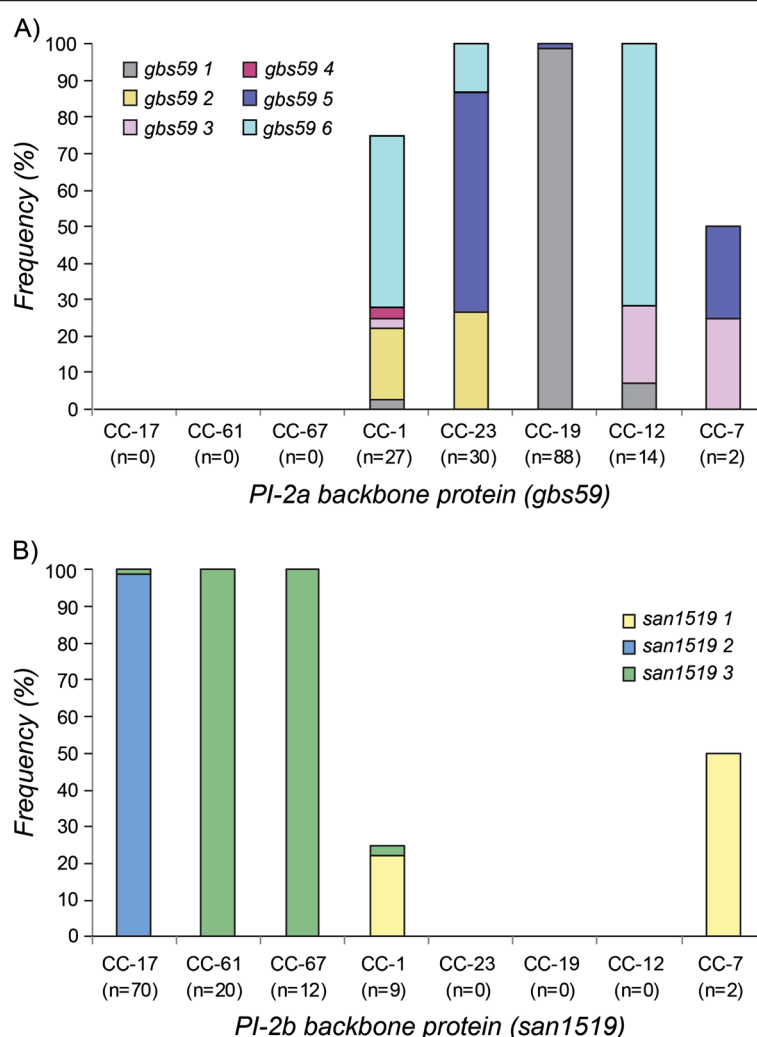 A)
100
90
80
70
60
50
40
30
20
10
0
Frequency (%)
gbs59 1
gbs59 2
gbs59 3
gbs59 4
gbs59 5
gbs59 6
CC-17 CC-61 CC-67 CC-1 CC-23 CC-19 CC-12 CC-7
(n=0) (n=0) (n=0) (n=27) (n=30) (n=88) (n=14) (n=2)
PI-2a backbone protein (gbs59)
B)
100
90
80
70
60
50
40
30
20
10
0
Frequency (%)
san1519 1
san1519 2
san1519 3
CC-17 CC-61 CC-67 CC-1 CC-23 CC-19 CC-12 CC-7
(n=70) (n=20) (n=12) (n=9) (n=0) (n=0) (n=0) (n=2)
PI-2b backbone protein (san1519)